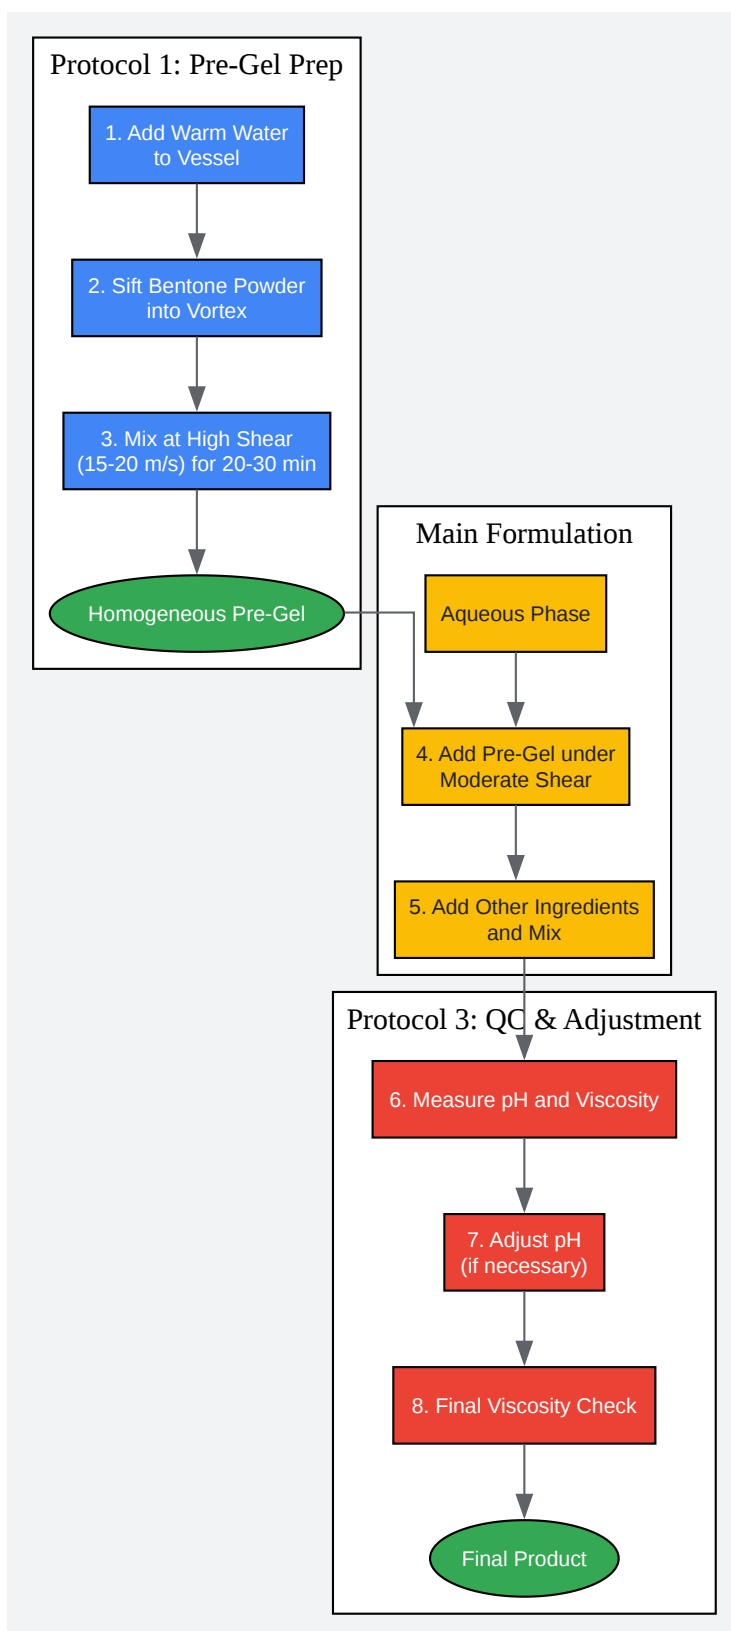 Protocol 1: Pre-Gel Prep
1. Add Warm Water
to Vessel
2. Sift Bentone Powder
into Vortex
3. Mix at High Shear
(15-20 m/s) for 20-30 min
Homogeneous Pre-Gel
Main Formulation
Aqueous Phase
4. Add Pre-Gel under
Moderate Shear
5. Add Other Ingredients
and Mix
Protocol 3: QC & Adjustment
6. Measure pH and Viscosity
7. Adjust pH
(if necessary)
8. Final Viscosity Check
Final Product